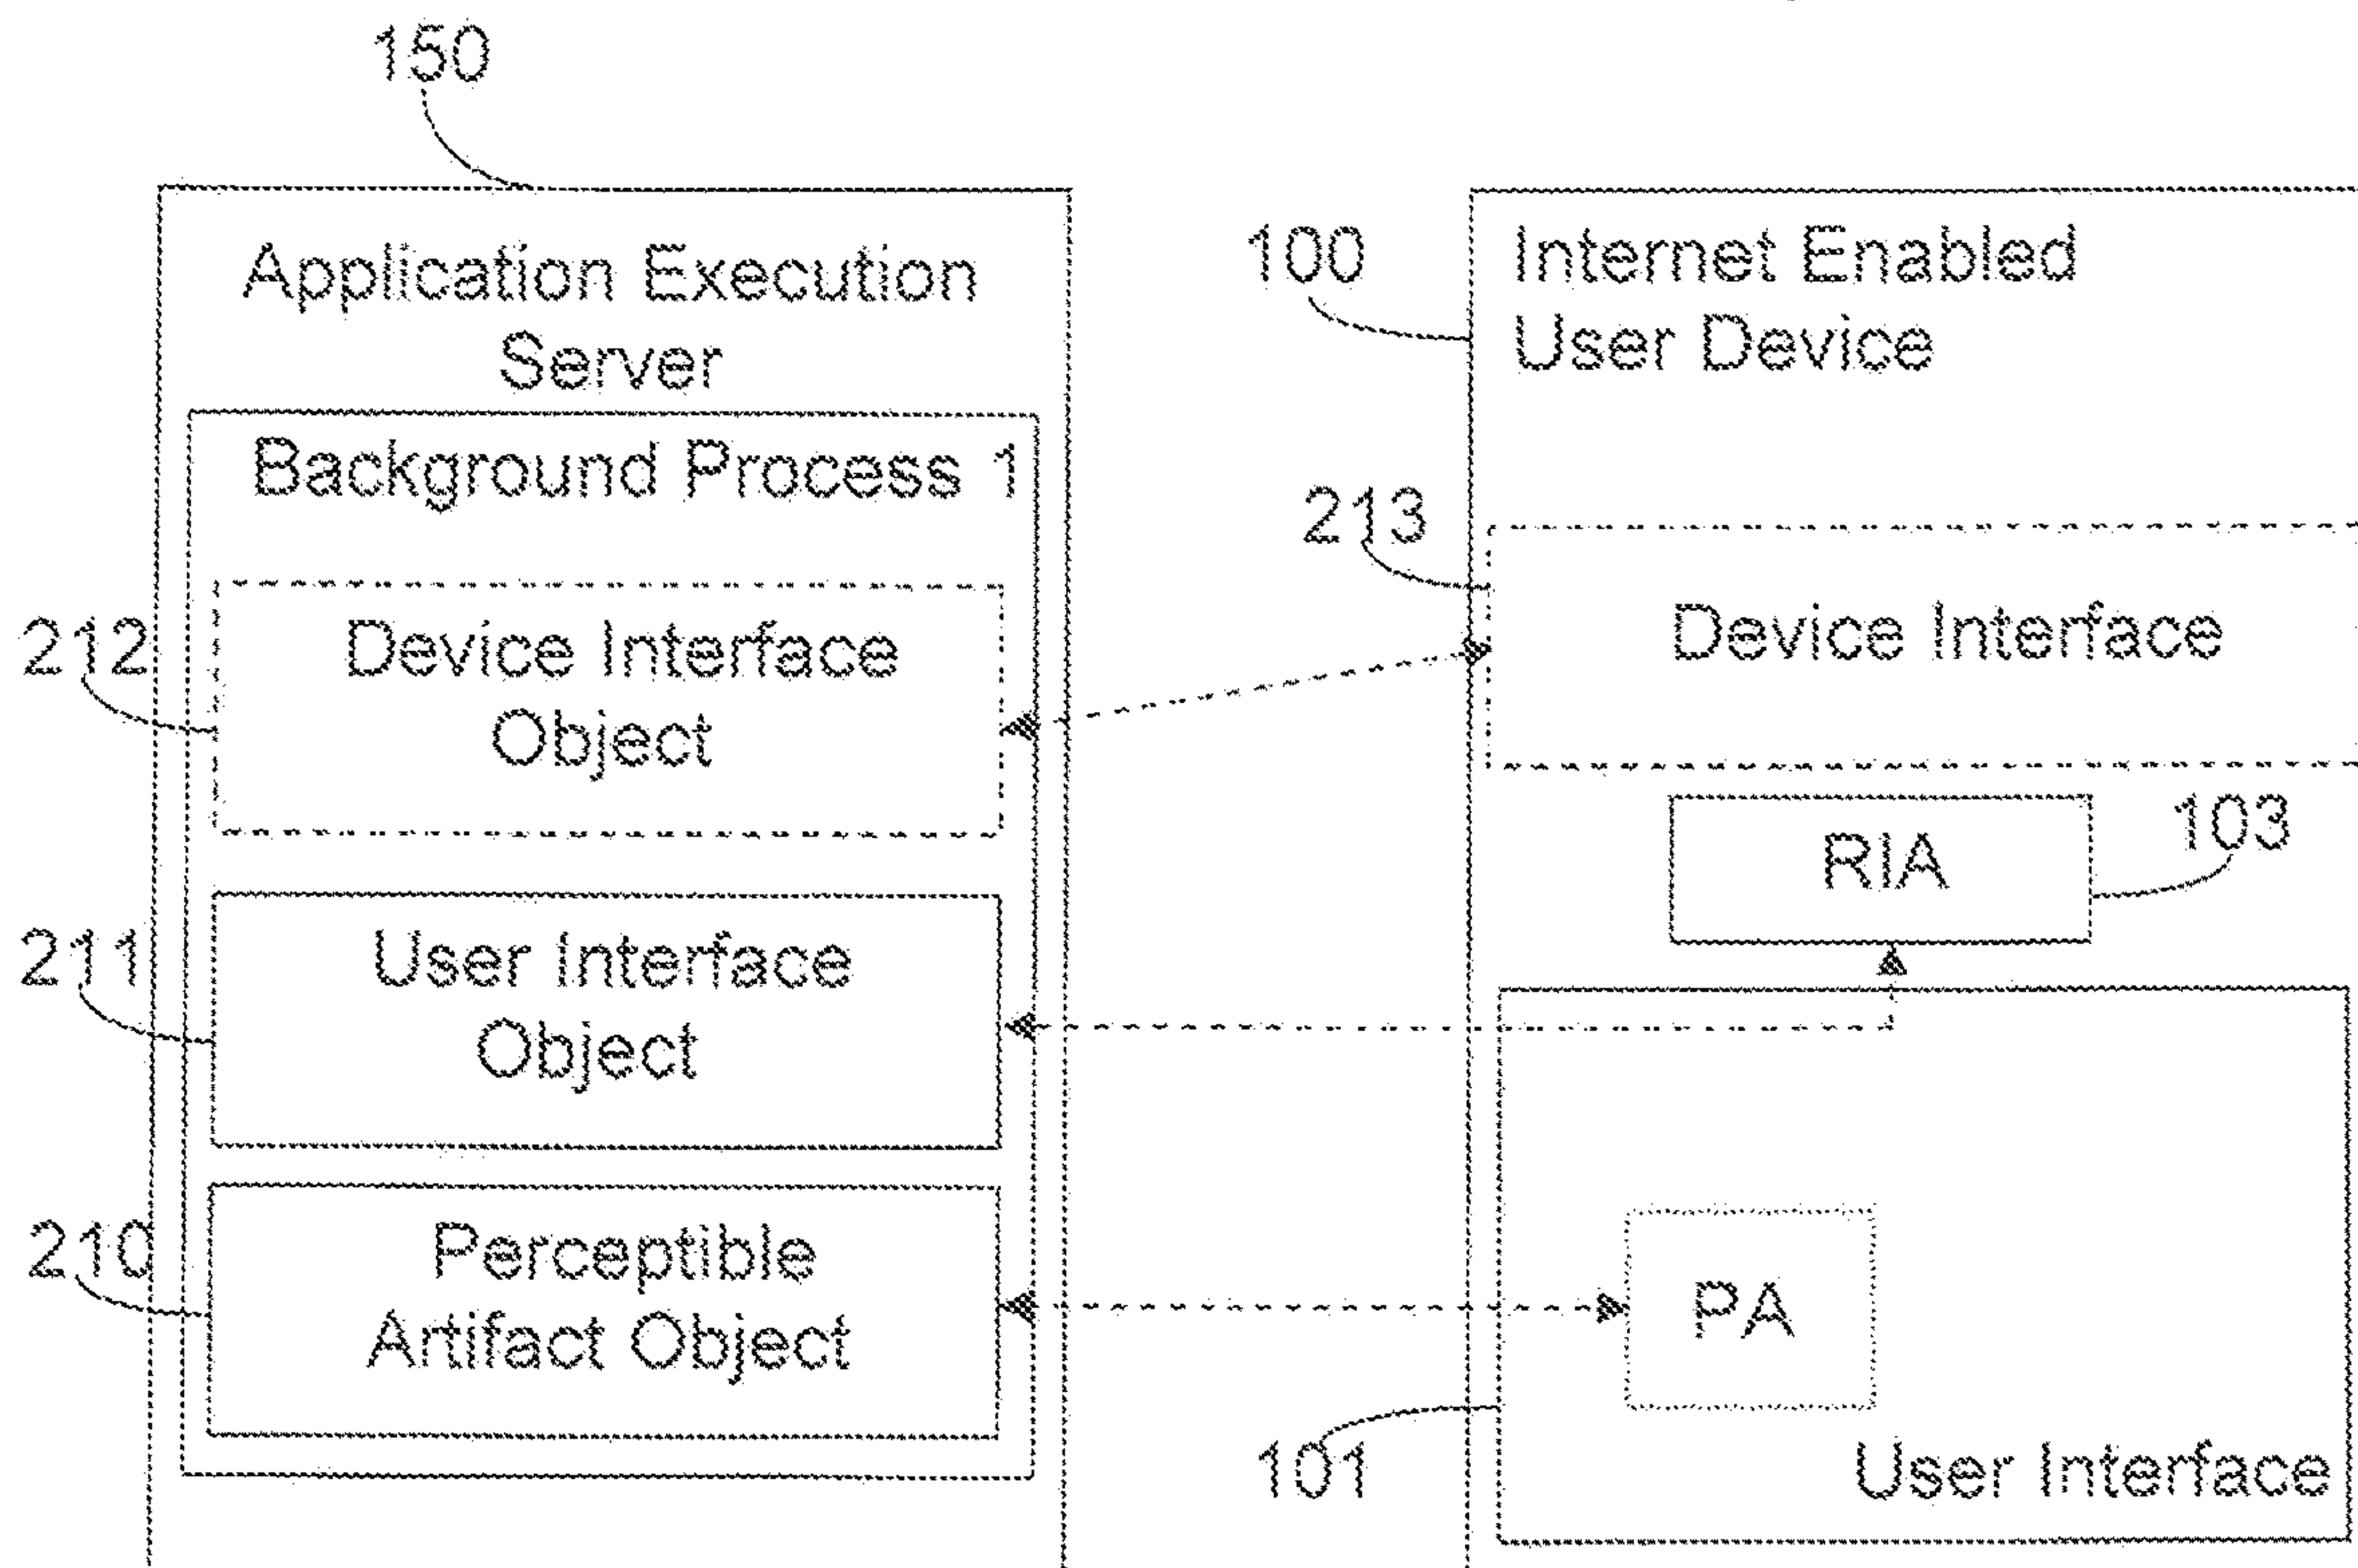 150
Application Execution
Server
Background Process 1
212
Device Interface
Object
211
User Interface
Object
210
Perceptible
Artifact Object
100
Internet Enabled
User Device
213
Device Interface
RIA
103
PA
101
User Interface